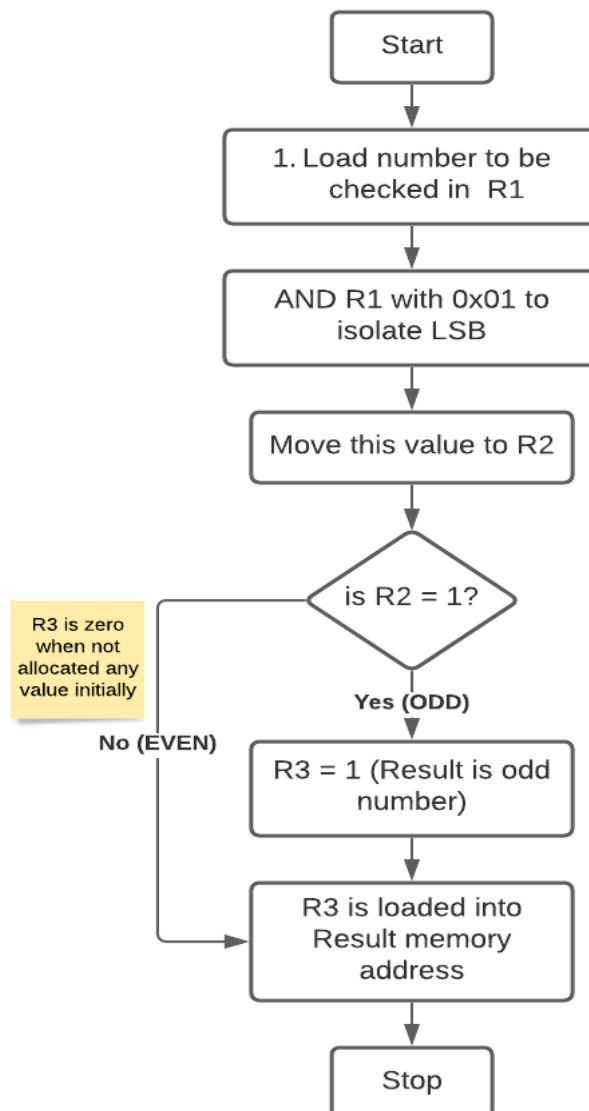 Start
1. Load number to be
checked in R1
AND R1 with 0x01 to
isolate LSB
Move this value to R2
is R2 = 1?
R3 is zero
when not
allocated any
value initially
Yes (ODD)
No (EVEN)
R3 = 1 (Result is odd
number)
R3 is loaded into
Result memory
address
Stop